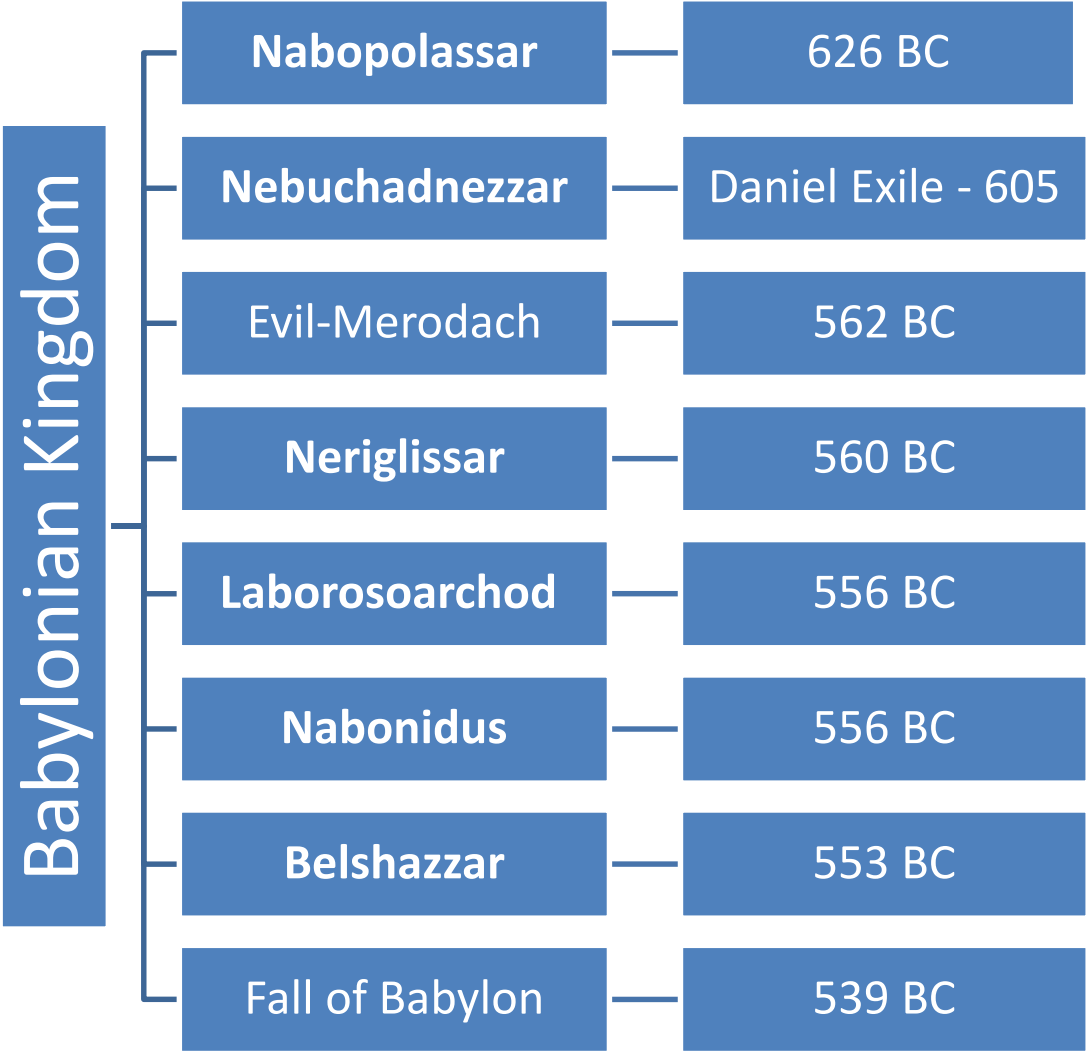 Babylonian Kingdom
Nabopolassar
626 BC
Nebuchadnezzar
Daniel Exile - 605
Evil-Merodach
562 BC
Neriglissar
560 BC
Laborosoarchod
556 BC
Nabonidus
556 BC
Belshazzar
553 BC
Fall of Babylon
539 BC